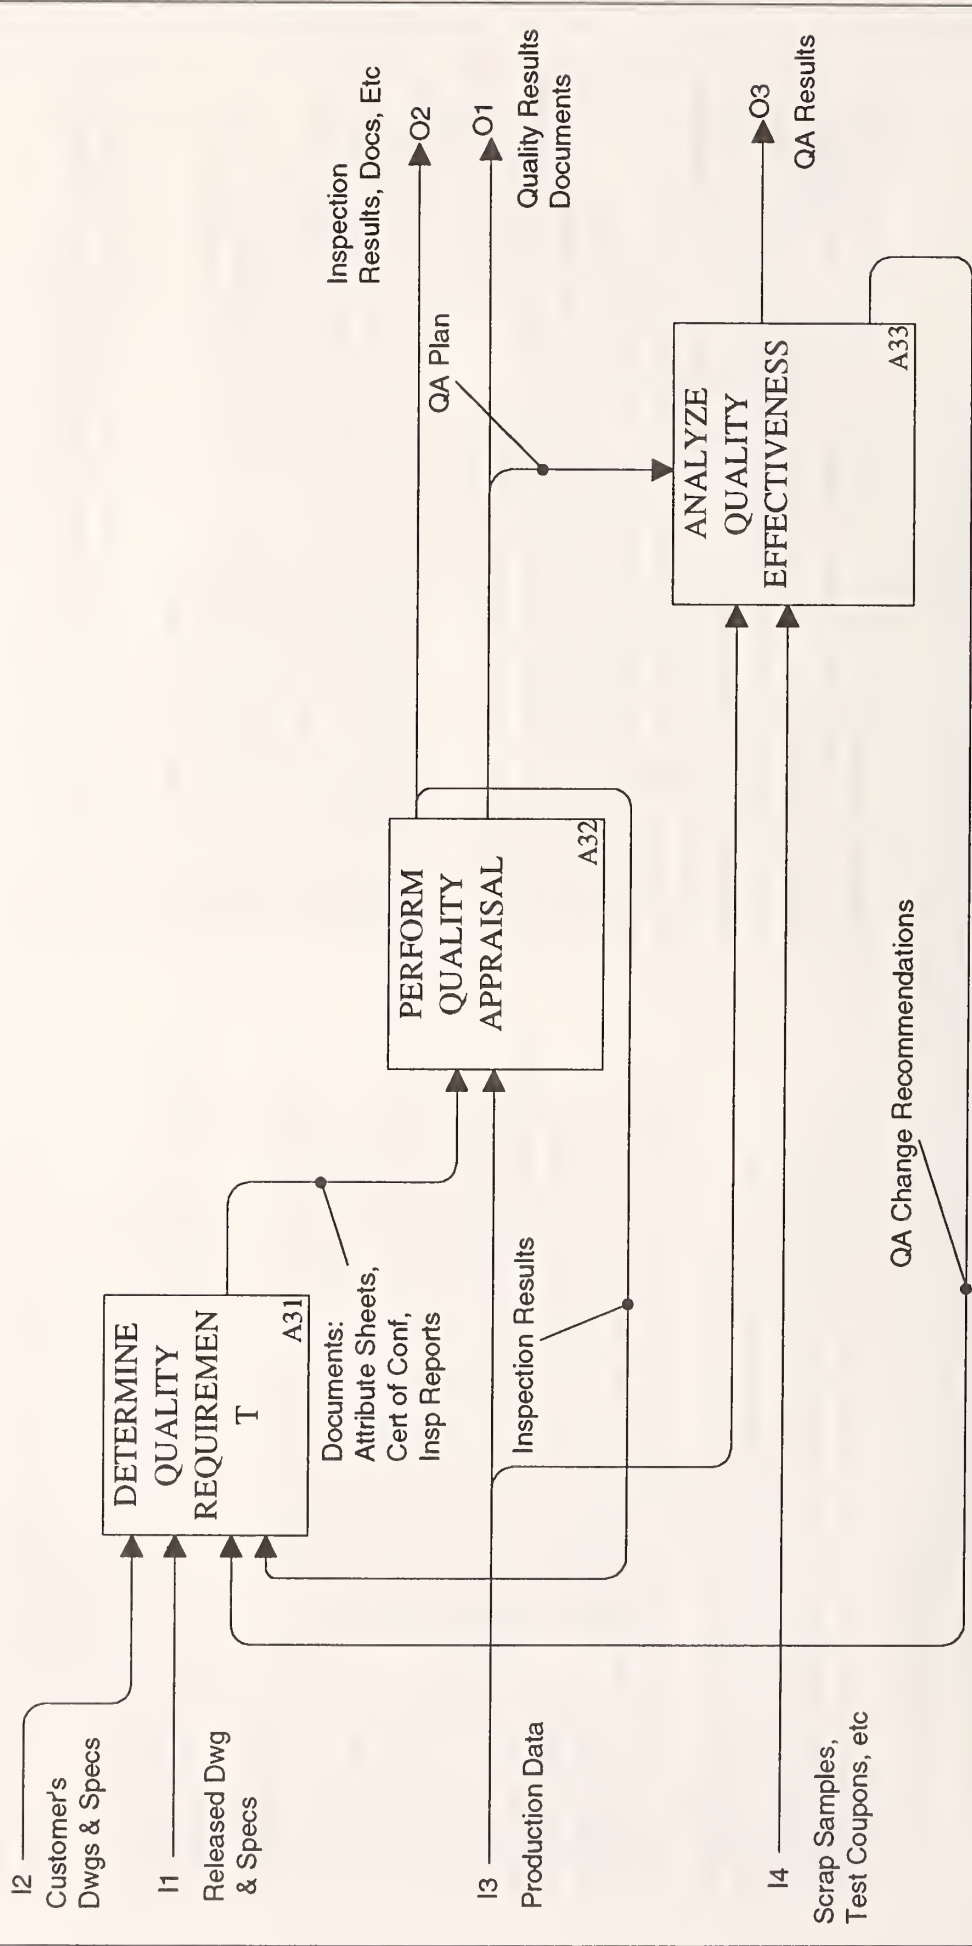 I2
Customer's
Dwgs & Specs
I1
Released Dwg
& Specs
DETERMINE
QUALITY
REQUIREMEN
T
A31
Documents:
Attribute Sheets,
Cert of Conf,
Insp Reports
I3
Production Data
Inspection Results
PERFORM
QUALITY
APPRAISAL
A32
Inspection
Results, Docs, Etc
O2
O1
Quality Results
Documents
QA Plan
I4
Scrap Samples,
Test Coupons, etc
ANALYZE
QUALITY
EFFECTIVENESS
A33
O3
QA Results
QA Change Recommendations